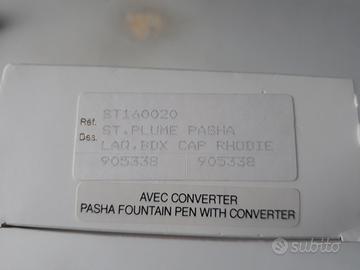 Réf. ST160020
Des. ST.PLUME PASHA
LAQ.BDX CAP RHODIE
905338 905338
AVEC CONVERTER
PASHA FOUNTAIN PEN WITH CONVERTER
subito